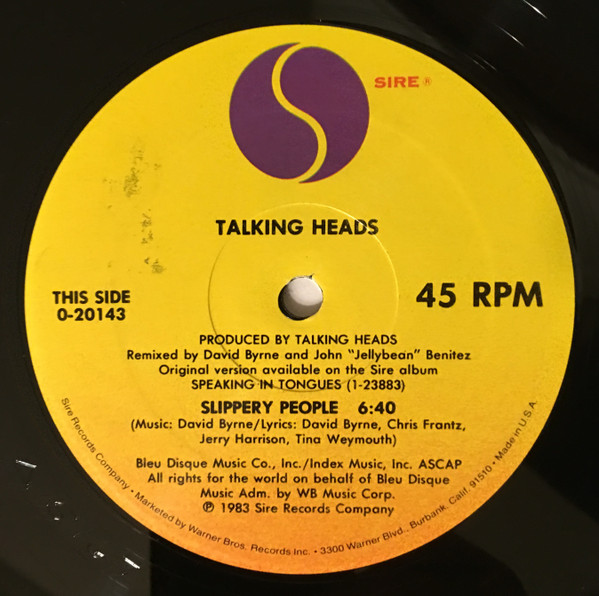 SIRE ®
TALKING HEADS
THIS SIDE
0-20143
45 RPM
PRODUCED BY TALKING HEADS
Remixed by David Byrne and John "Jellybean" Benitez
Original version available on the Sire album
SPEAKING IN TONGUES (1-23883)
SLIPPERY PEOPLE 6:40
(Music: David Byrne/Lyrics: David Byrne, Chris Frantz,
Jerry Harrison, Tina Weymouth)
Bleu Disque Music Co., Inc./Index Music, Inc. ASCAP
All rights for the world on behalf of Bleu Disque
Music Adm. by WB Music Corp.
℗ 1983 Sire Records Company
Sire Records Company • Marketed by Warner Bros. Records Inc. • 3300 Warner Blvd., Burbank, Calif. 91510 • Made in U.S.A.